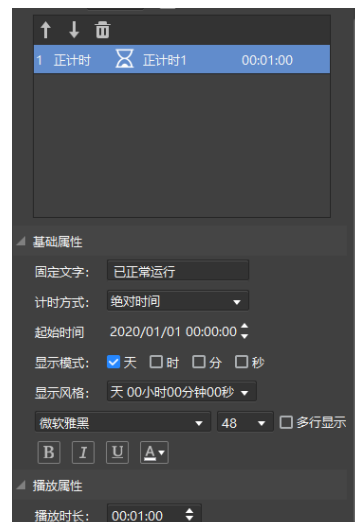 1 正计时 正计时1 00:01:00
基础属性
固定文字: 已正常运行
计时方式: 绝对时间
起始时间 2020/01/01 00:00:00
显示模式: 天 时 分 秒
显示风格: 天 00小时00分钟00秒
微软雅黑 48 多行显示
B I U A
播放属性
播放时长: 00:01:00